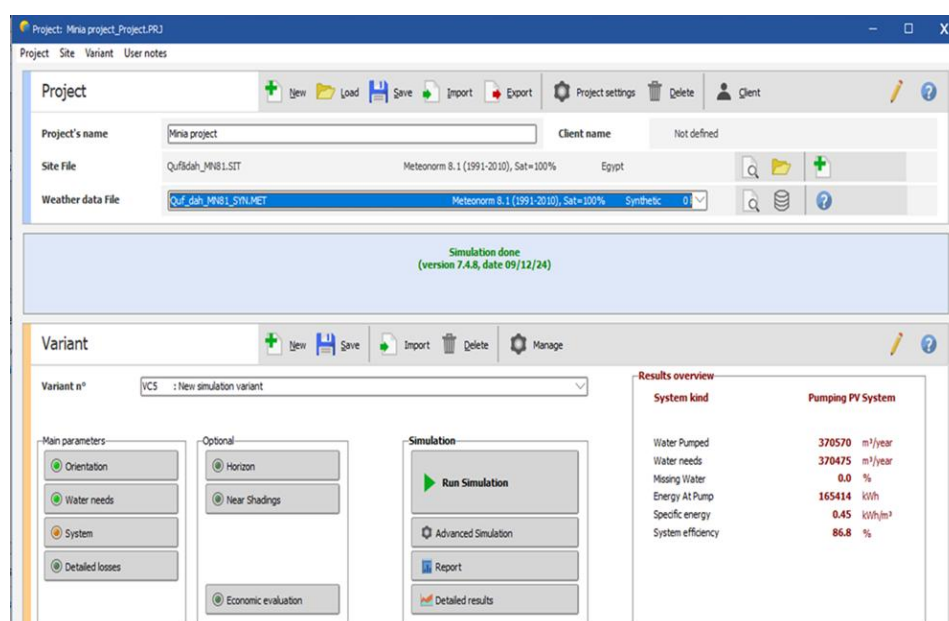 Project: Minia project_Project.PRJ
Project Site Variant User notes
Project New Load Save Import Export Project settings Delete Client
Project's name Minia project Client name Not defined
Site File Qufādah_MN81.SIT Meteonorm 8.1 (1991-2010), Sat=100% Egypt
Weather data File Quf_dah_MN81_SYN.MET Meteonorm 8.1 (1991-2010), Sat=100% Synthetic 0
Simulation done
(version 7.4.8, date 09/12/24)
Variant New Save Import Delete Manage
Variant n° VC5 : New simulation variant
Results overview
System kind Pumping PV System
Main parameters Optional Simulation
Water Pumped 370570 m³/year
Water needs 370475 m³/year
Missing Water 0.0 %
Energy At Pump 165414 kWh
Specific energy 0.45 kWh/m³
System efficiency 86.8 %
Orientation Horizon Run Simulation
Water needs Near Shadings
System Advanced Simulation
Detailed losses Report
Economic evaluation Detailed results